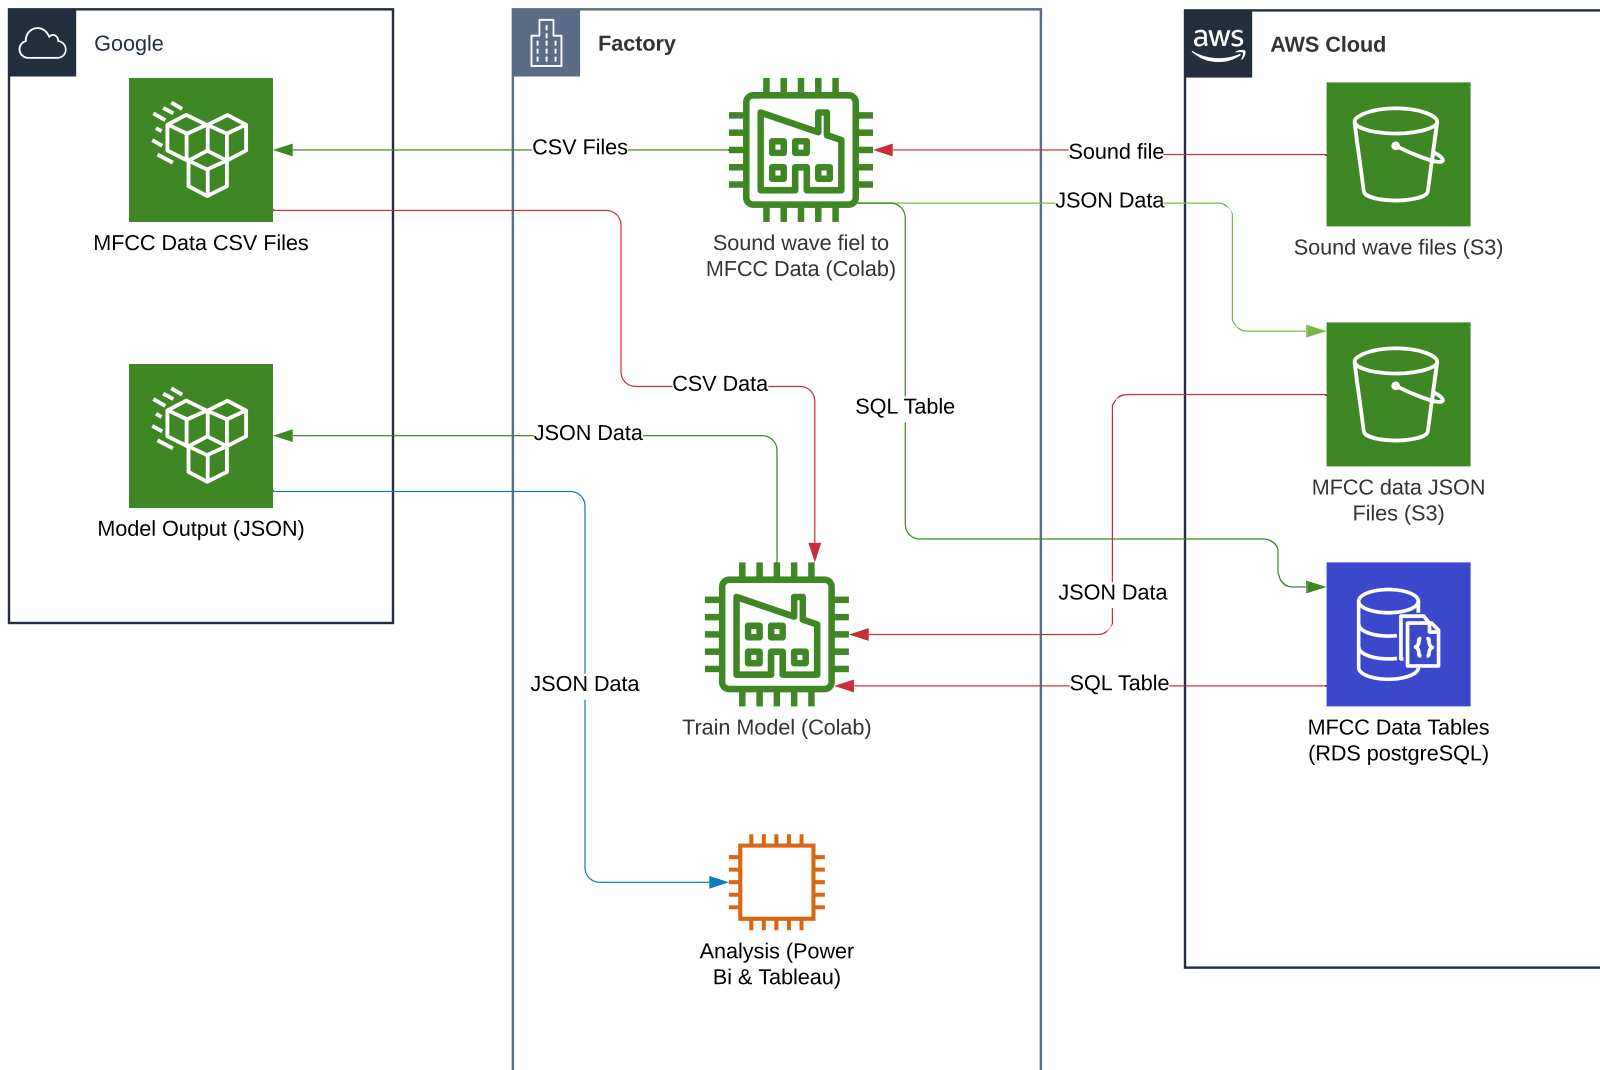 Google
Factory
aws
AWS Cloud
CSV Files
Sound file
JSON Data
MFCC Data CSV Files
Sound wave fiel to
MFCC Data (Colab)
Sound wave files (S3)
CSV Data
SQL Table
JSON Data
MFCC data JSON
Files (S3)
Model Output (JSON)
JSON Data
{}
JSON Data
SQL Table
Train Model (Colab)
MFCC Data Tables
(RDS postgreSQL)
Analysis (Power
Bi & Tableau)